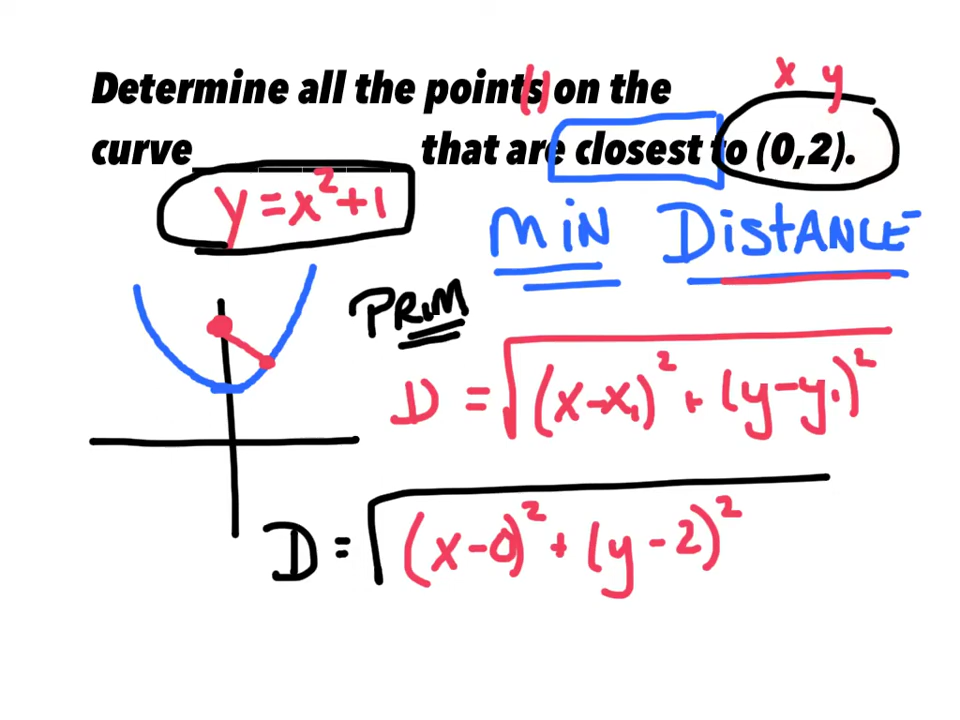 Determine all the points on the
x y
curve____________ that are closest to (0,2).
y = x² + 1
MIN DISTANCE
PRIM
D = √(x - x₁)² + (y - y₁)²
D = √(x - 0)² + (y - 2)²